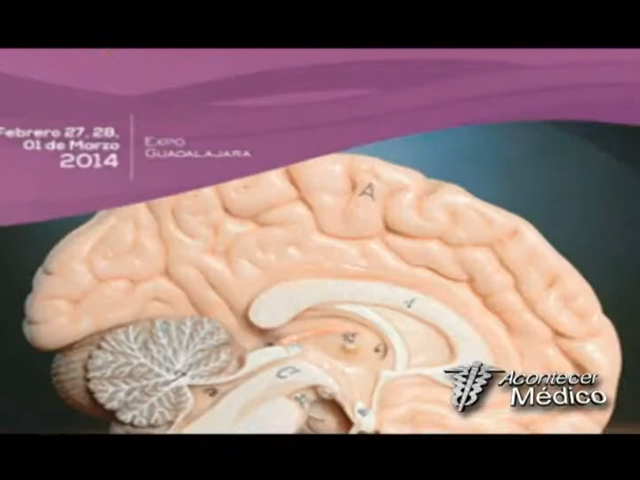 Febrero 27, 28,
01 de Marzo
2014
EXPO
GUADALAJARA
A
Acontecer
Médico